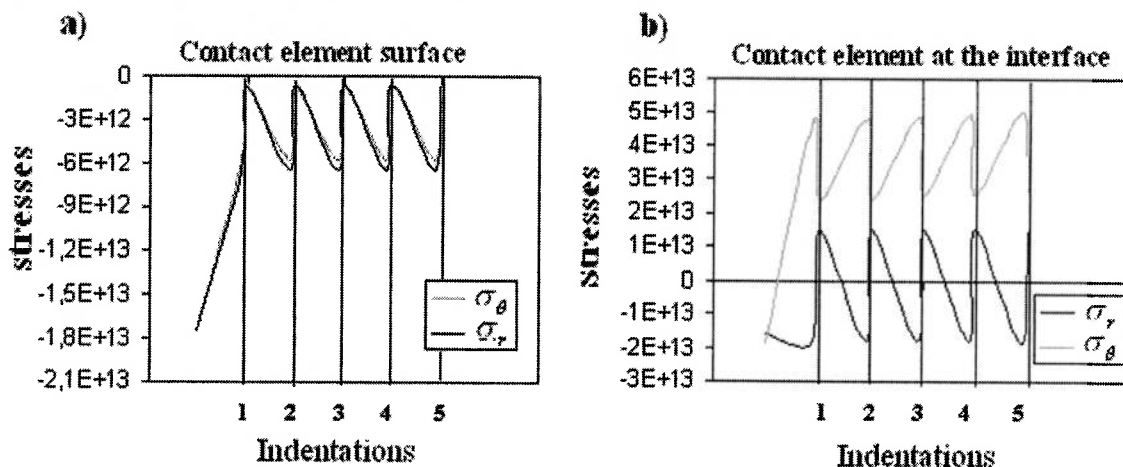 a)
Contact element surface
0
-3E+12
-6E+12
-9E+12
-1,2E+13
-1,5E+13
-1,8E+13
-2,1E+13
stresses
σθ
σr
1 2 3 4 5
Indentations
b)
Contact element at the interface
6E+13
5E+13
4E+13
3E+13
2E+13
1E+13
0
-1E+13
-2E+13
-3E+13
Stresses
σr
σθ
1 2 3 4 5
Indentations